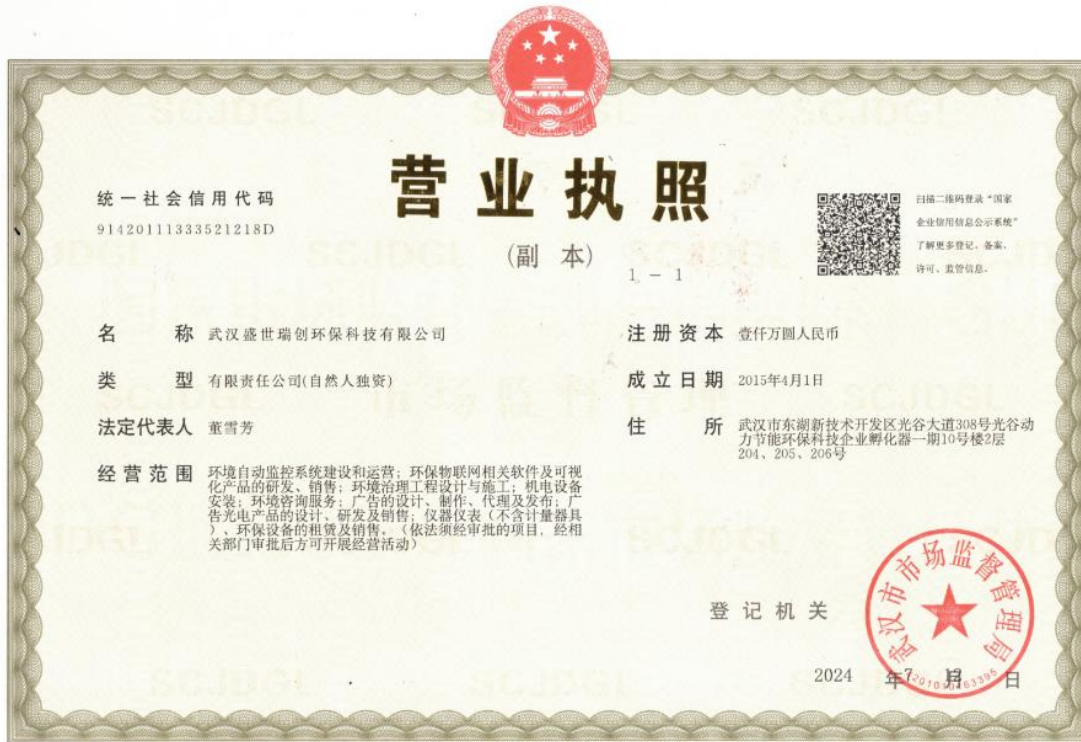 营业执照
(副 本)
1 - 1
统一社会信用代码
91420111333521218D
扫描二维码登录“国家
企业信用信息公示系统”
了解更多登记、备案、
许可、监管信息。
名 称 武汉盛世瑞创环保科技有限公司
类 型 有限责任公司(自然人独资)
法定代表人 董雪芳
经营范围 环境自动监控系统建设和运营；环保物联网相关软件及可视
化产品的研发、销售；环境治理工程设计与施工；机电设备
安装；环境咨询服务；广告的设计、制作、代理及发布；广
告光电产品的设计、研发及销售；仪器仪表（不含计量器具
）、环保设备的租赁及销售。（依法须经审批的项目，经相
关部门审批后方可开展经营活动）
注册资本 壹仟万圆人民币
成立日期 2015年4月1日
住 所 武汉市东湖新技术开发区光谷大道308号光谷动
力节能环保科技企业孵化器一期10号楼2层
204、205、206号
登记机关
武汉市市场监督管理局
2024 年 7 月 12 日
SCJDGL
市场监督管理